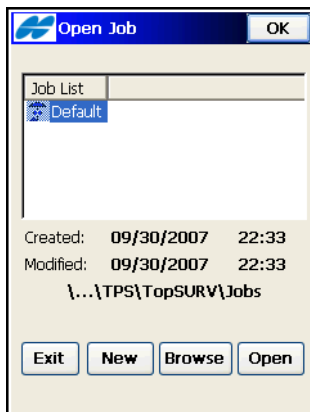 Open Job OK
Job List
Default
Created: 09/30/2007 22:33
Modified: 09/30/2007 22:33
\...\TPS\TopSURV\Jobs
Exit New Browse Open